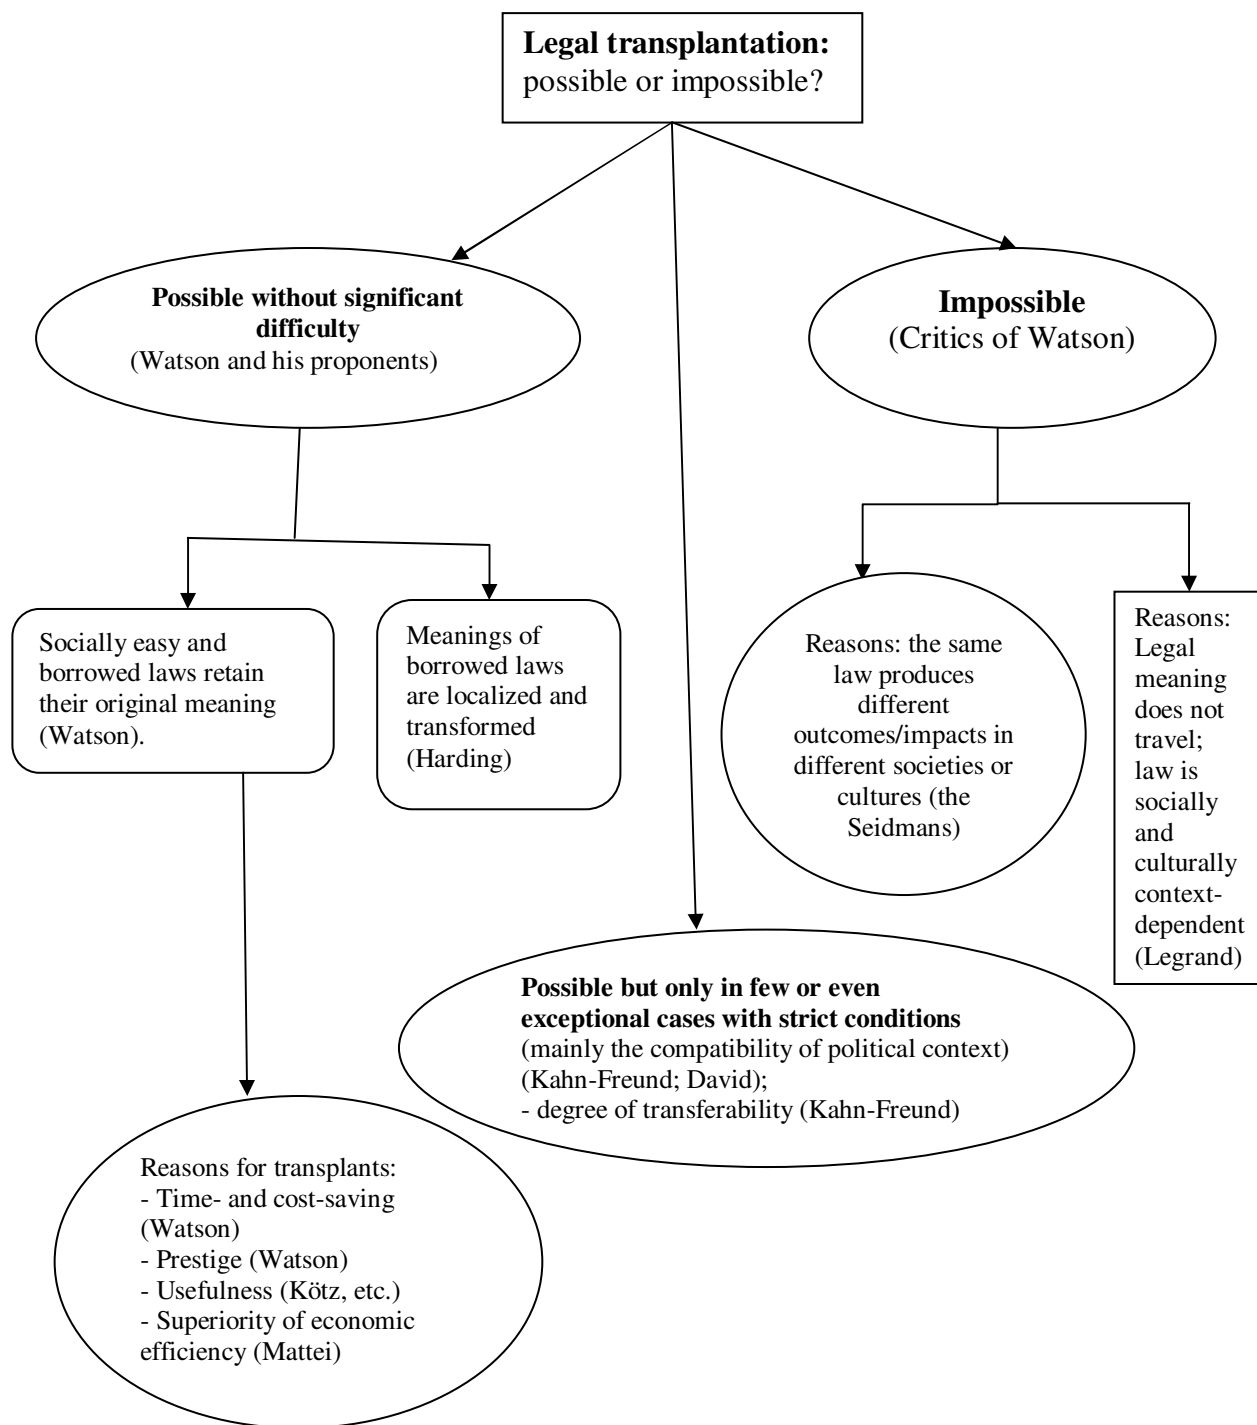 Legal transplantation:
possible or impossible?
Possible without significant
difficulty
(Watson and his proponents)
Impossible
(Critics of Watson)
Socially easy and
borrowed laws retain
their original meaning
(Watson).
Meanings of
borrowed laws
are localized and
transformed
(Harding)
Reasons: the same
law produces
different
outcomes/impacts in
different societies or
cultures (the
Seidmans)
Reasons:
Legal
meaning
does not
travel;
law is
socially
and
culturally
context-
dependent
(Legrand)
Possible but only in few or even
exceptional cases with strict conditions
(mainly the compatibility of political context)
(Kahn-Freund; David);
- degree of transferability (Kahn-Freund)
Reasons for transplants:
- Time- and cost-saving
(Watson)
- Prestige (Watson)
- Usefulness (Kötz, etc.)
- Superiority of economic
efficiency (Mattei)